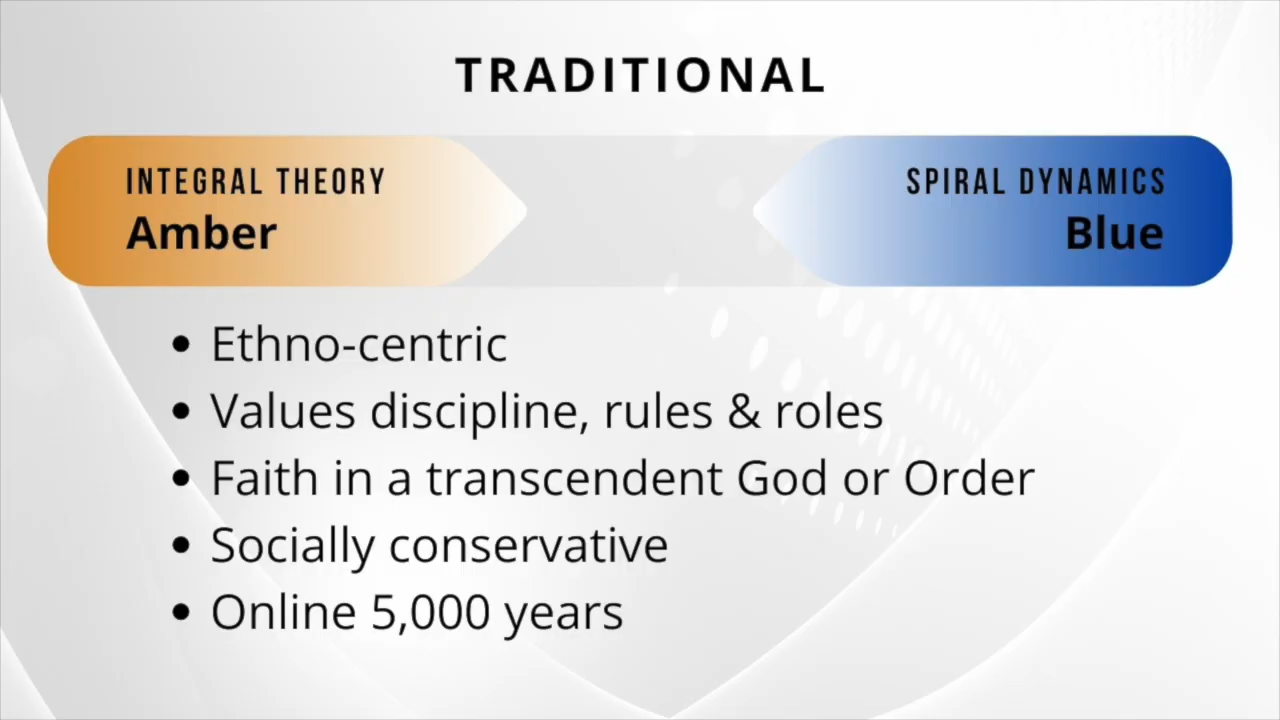 TRADITIONAL
INTEGRAL THEORY
Amber
SPIRAL DYNAMICS
Blue
• Ethno-centric
• Values discipline, rules & roles
• Faith in a transcendent God or Order
• Socially conservative
• Online 5,000 years